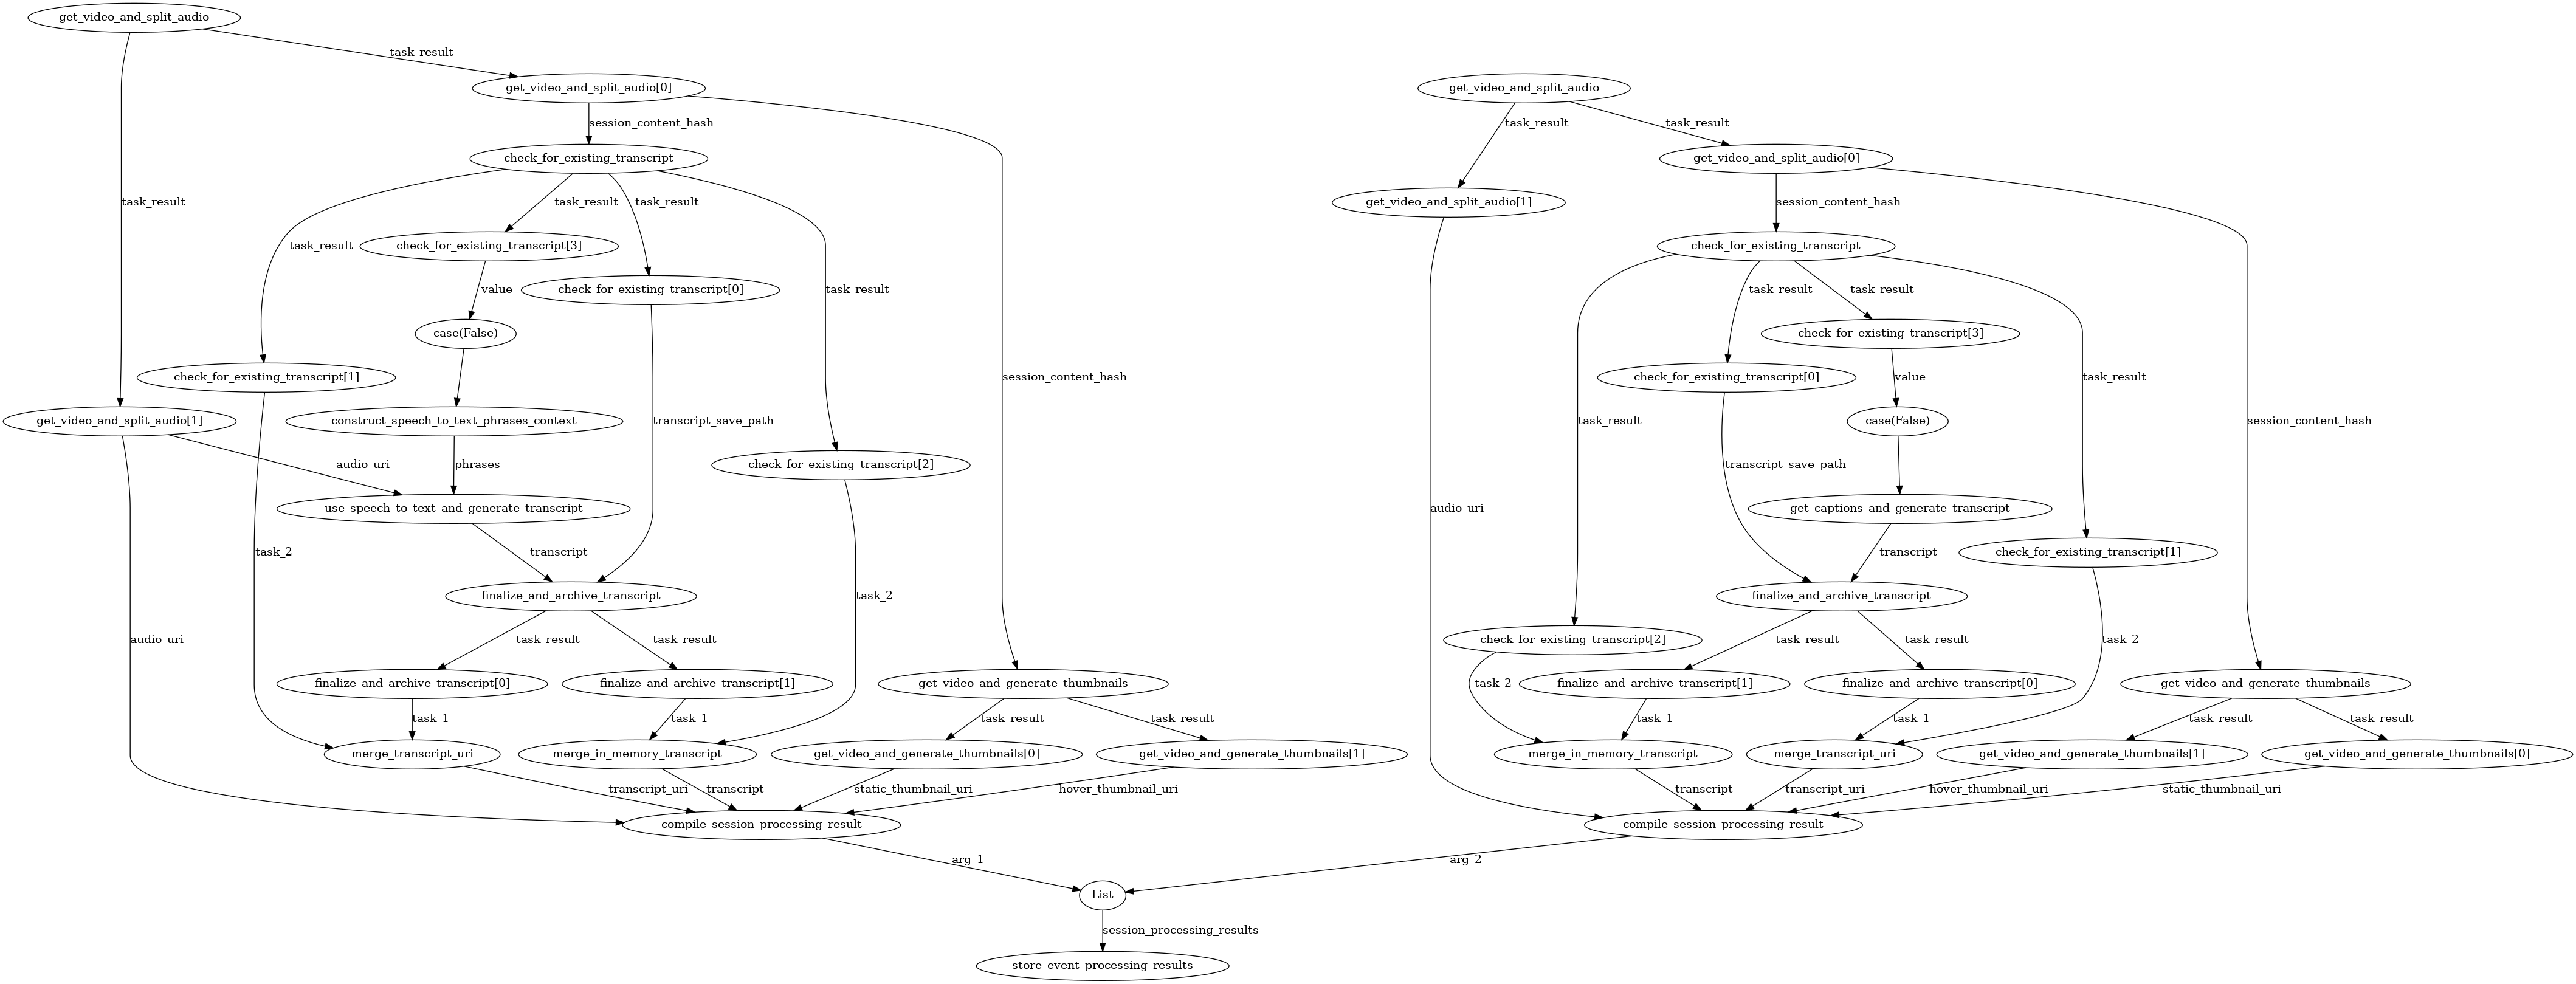 get_video_and_split_audio
task_result
get_video_and_split_audio[0]
get_video_and_split_audio
session_content_hash
task_result
task_result
check_for_existing_transcript
get_video_and_split_audio[0]
task_result
task_result
task_result
get_video_and_split_audio[1]
session_content_hash
task_result
check_for_existing_transcript[3]
check_for_existing_transcript
value
check_for_existing_transcript[0]
task_result
task_result
task_result
case(False)
check_for_existing_transcript[3]
check_for_existing_transcript[1]
session_content_hash
check_for_existing_transcript[0]
value
task_result
get_video_and_split_audio[1]
construct_speech_to_text_phrases_context
transcript_save_path
task_result
case(False)
session_content_hash
audio_uri
phrases
check_for_existing_transcript[2]
transcript_save_path
use_speech_to_text_and_generate_transcript
audio_uri
get_captions_and_generate_transcript
task_2
transcript
transcript
check_for_existing_transcript[1]
finalize_and_archive_transcript
task_2
finalize_and_archive_transcript
audio_uri
task_result
task_result
check_for_existing_transcript[2]
task_result
task_result
task_2
finalize_and_archive_transcript[0]
finalize_and_archive_transcript[1]
get_video_and_generate_thumbnails
task_2
finalize_and_archive_transcript[1]
finalize_and_archive_transcript[0]
get_video_and_generate_thumbnails
task_1
task_1
task_result
task_result
task_1
task_1
task_result
task_result
merge_transcript_uri
merge_in_memory_transcript
get_video_and_generate_thumbnails[0]
get_video_and_generate_thumbnails[1]
merge_in_memory_transcript
merge_transcript_uri
get_video_and_generate_thumbnails[1]
get_video_and_generate_thumbnails[0]
transcript_uri
transcript
static_thumbnail_uri
hover_thumbnail_uri
transcript
transcript_uri
hover_thumbnail_uri
static_thumbnail_uri
compile_session_processing_result
compile_session_processing_result
arg_1
arg_2
List
session_processing_results
store_event_processing_results